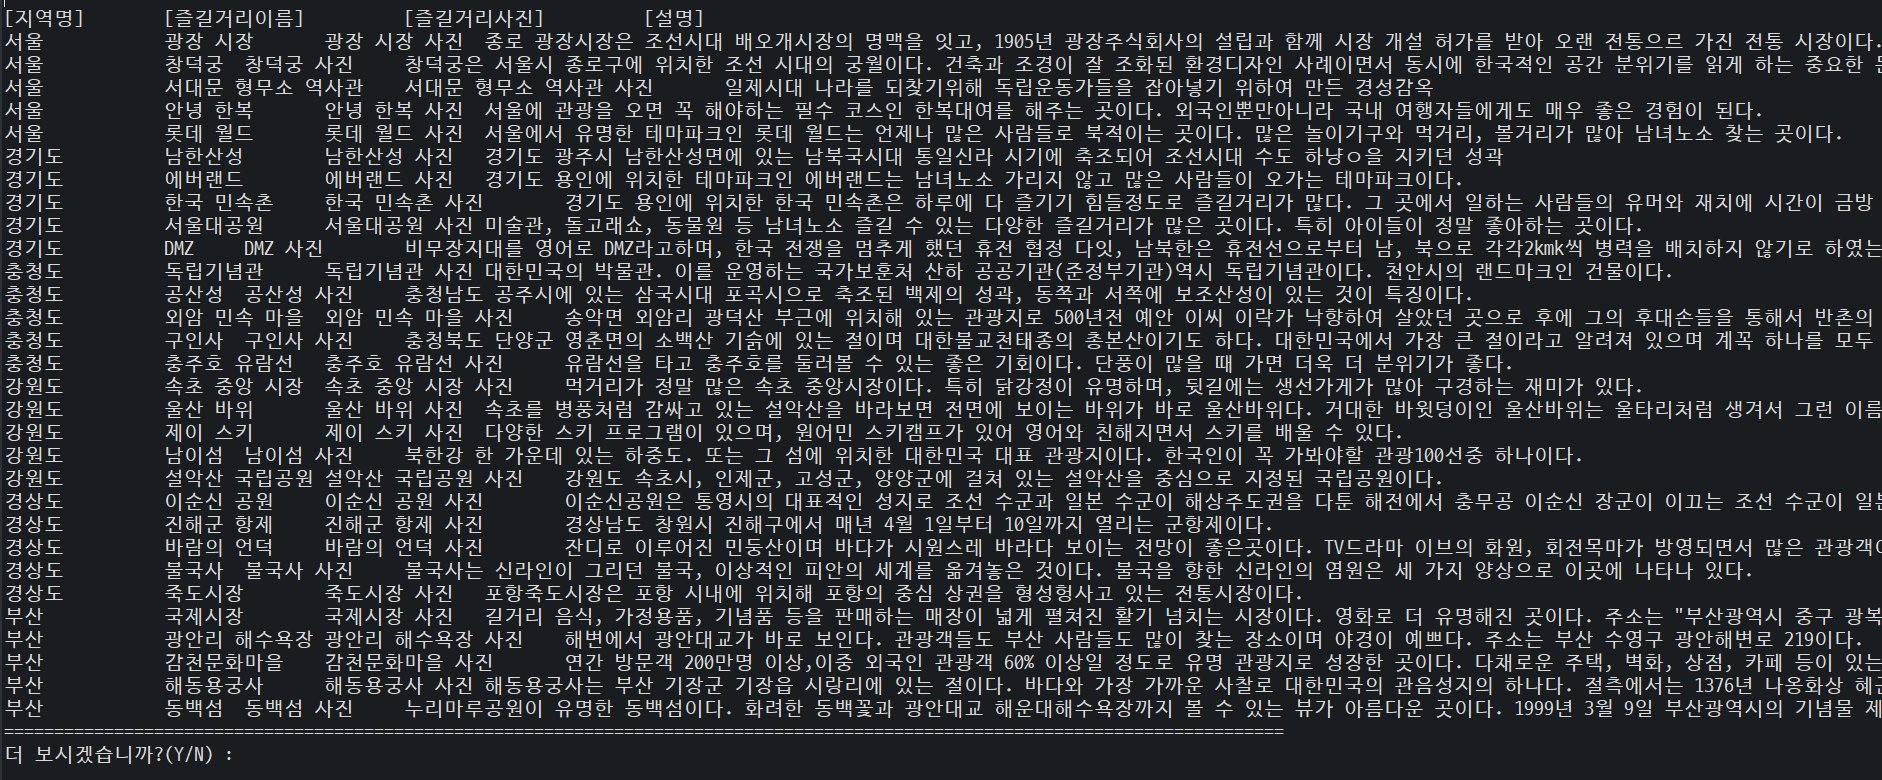 [지역명] [즐길거리이름] [즐길거리사진] [설명]
서울 광장 시장 광장 시장 사진 종로 광장시장은 조선시대 배오개시장의 명맥을 잇고, 1905년 광장주식회사의 설립과 함께 시장 개설 허가를 받아 오랜 전통으르 가진 전통 시장이다.
서울 창덕궁 창덕궁 사진 창덕궁은 서울시 종로구에 위치한 조선 시대의 궁월이다. 건축과 조경이 잘 조화된 환경디자인 사례이면서 동시에 한국적인 공간 분위기를 읽게 하는 중요한
서울 서대문 형무소 역사관 서대문 형무소 역사관 사진 일제시대 나라를 되찾기위해 독립운동가들을 잡아넣기 위하여 만든 경성감옥
서울 안녕 한복 안녕 한복 사진 서울에 관광을 오면 꼭 해야하는 필수 코스인 한복대여를 해주는 곳이다. 외국인뿐만아니라 국내 여행자들에게도 매우 좋은 경험이 된다.
서울 롯데 월드 롯데 월드 사진 서울에서 유명한 테마파크인 롯데 월드는 언제나 많은 사람들로 북적이는 곳이다. 많은 놀이기구와 먹거리, 볼거리가 많아 남녀노소 찾는 곳이다.
경기도 남한산성 남한산성 사진 경기도 광주시 남한산성면에 있는 남북국시대 통일신라 시기에 축조되어 조선시대 수도 하냥ㅇ을 지키던 성곽
경기도 에버랜드 에버랜드 사진 경기도 용인에 위치한 테마파크인 에버랜드는 남녀노소 가리지 않고 많은 사람들이 오가는 테마파크이다.
경기도 한국 민속촌 한국 민속촌 사진 경기도 용인에 위치한 한국 민속촌은 하루에 다 즐기기 힘들정도로 즐길거리가 많다. 그 곳에서 일하는 사람들의 유머와 재치에 시간이 금방
경기도 서울대공원 서울대공원 사진 미술관, 돌고래쇼, 동물원 등 남녀노소 즐길 수 있는 다양한 즐길거리가 많은 곳이다. 특히 아이들이 정말 좋아하는 곳이다.
경기도 DMZ DMZ 사진 비무장지대를 영어로 DMZ라고하며, 한국 전쟁을 멈추게 했던 휴전 협정 다잇, 남북한은 휴전선으로부터 남, 북으로 각각2kmk씩 병력을 배치하지 않기로 하였는
충청도 독립기념관 독립기념관 사진 대한민국의 박물관. 이를 운영하는 국가보훈처 산하 공공기관(준정부기관)역시 독립기념관이다. 천안시의 랜드마크인 건물이다.
충청도 공산성 공산성 사진 충청남도 공주시에 있는 삼국시대 포곡시으로 축조된 백제의 성곽, 동쪽과 서쪽에 보조산성이 있는 것이 특징이다.
충청도 외암 민속 마을 외암 민속 마을 사진 송악면 외암리 광덕산 부근에 위치해 있는 관광지로 500년전 예안 이씨 이락가 낙향하여 살았던 곳으로 후에 그의 후대손들을 통해서 반촌의
충청도 구인사 구인사 사진 충청북도 단양군 영춘면의 소백산 기슭에 있는 절이며 대한불교천태종의 총본산이기도 하다. 대한민국에서 가장 큰 절이라고 알려져 있으며 계곡 하나를 모두
충청도 충주호 유람선 충주호 유람선 사진 유람선을 타고 충주호를 둘러볼 수 있는 좋은 기회이다. 단풍이 많을 때 가면 더욱 더 분위기가 좋다.
강원도 속초 중앙 시장 속초 중앙 시장 사진 먹거리가 정말 많은 속초 중앙시장이다. 특히 닭강정이 유명하며, 뒷길에는 생선가게가 많아 구경하는 재미가 있다.
강원도 울산 바위 울산 바위 사진 속초를 병풍처럼 감싸고 있는 설악산을 바라보면 전면에 보이는 바위가 바로 울산바위다. 거대한 바윗덩이인 울산바위는 울타리처럼 생겨서 그런 이름
강원도 제이 스키 제이 스키 사진 다양한 스키 프로그램이 있으며, 원어민 스키캠프가 있어 영어와 친해지면서 스키를 배울 수 있다.
강원도 남이섬 남이섬 사진 북한강 한 가운데 있는 하중도. 또는 그 섬에 위치한 대한민국 대표 관광지이다. 한국인이 꼭 가봐야할 관광100선중 하나이다.
강원도 설악산 국립공원 설악산 국립공원 사진 강원도 속초시, 인제군, 고성군, 양양군에 걸쳐 있는 설악산을 중심으로 지정된 국립공원이다.
경상도 이순신 공원 이순신 공원 사진 이순신공원은 통영시의 대표적인 성지로 조선 수군과 일본 수군이 해상주도권을 다툰 해전에서 충무공 이순신 장군이 이끄는 조선 수군이 일본
경상도 진해군 항제 진해군 항제 사진 경상남도 창원시 진해구에서 매년 4월 1일부터 10일까지 열리는 군항제이다.
경상도 바람의 언덕 바람의 언덕 사진 잔디로 이루어진 민둥산이며 바다가 시원스레 바라다 보이는 전망이 좋은곳이다. TV드라마 이브의 화원, 회전목마가 방영되면서 많은 관광객이
경상도 불국사 불국사 사진 불국사는 신라인이 그리던 불국, 이상적인 피안의 세계를 옮겨놓은 것이다. 불국을 향한 신라인의 염원은 세 가지 양상으로 이곳에 나타나 있다.
경상도 죽도시장 죽도시장 사진 포항죽도시장은 포항 시내에 위치해 포항의 중심 상권을 형성형사고 있는 전통시장이다.
부산 국제시장 국제시장 사진 길거리 음식, 가정용품, 기념품 등을 판매하는 매장이 넓게 펼쳐진 활기 넘치는 시장이다. 영화로 더 유명해진 곳이다. 주소는 "부산광역시 중구 광복
부산 광안리 해수욕장 광안리 해수욕장 사진 해변에서 광안대교가 바로 보인다. 관광객들도 부산 사람들도 많이 찾는 장소이며 야경이 예쁘다. 주소는 부산 수영구 광안해변로 219이다.
부산 감천문화마을 감천문화마을 사진 연간 방문객 200만명 이상,이중 외국인 관광객 60% 이상일 정도로 유명 관광지로 성장한 곳이다. 다채로운 주택, 벽화, 상점, 카페 등이 있는
부산 해동용궁사 해동용궁사 사진 해동용궁사는 부산 기장군 기장읍 시랑리에 있는 절이다. 바다와 가장 가까운 사찰로 대한민국의 관음성지의 하나다. 절측에서는 1376년 나옹화상 혜근
부산 동백섬 동백섬 사진 누리마루공원이 유명한 동백섬이다. 화려한 동백꽃과 광안대교 해운대해수욕장까지 볼 수 있는 뷰가 아름다운 곳이다. 1999년 3월 9일 부산광역시의 기념물 제
더 보시겠습니까?(Y/N) :